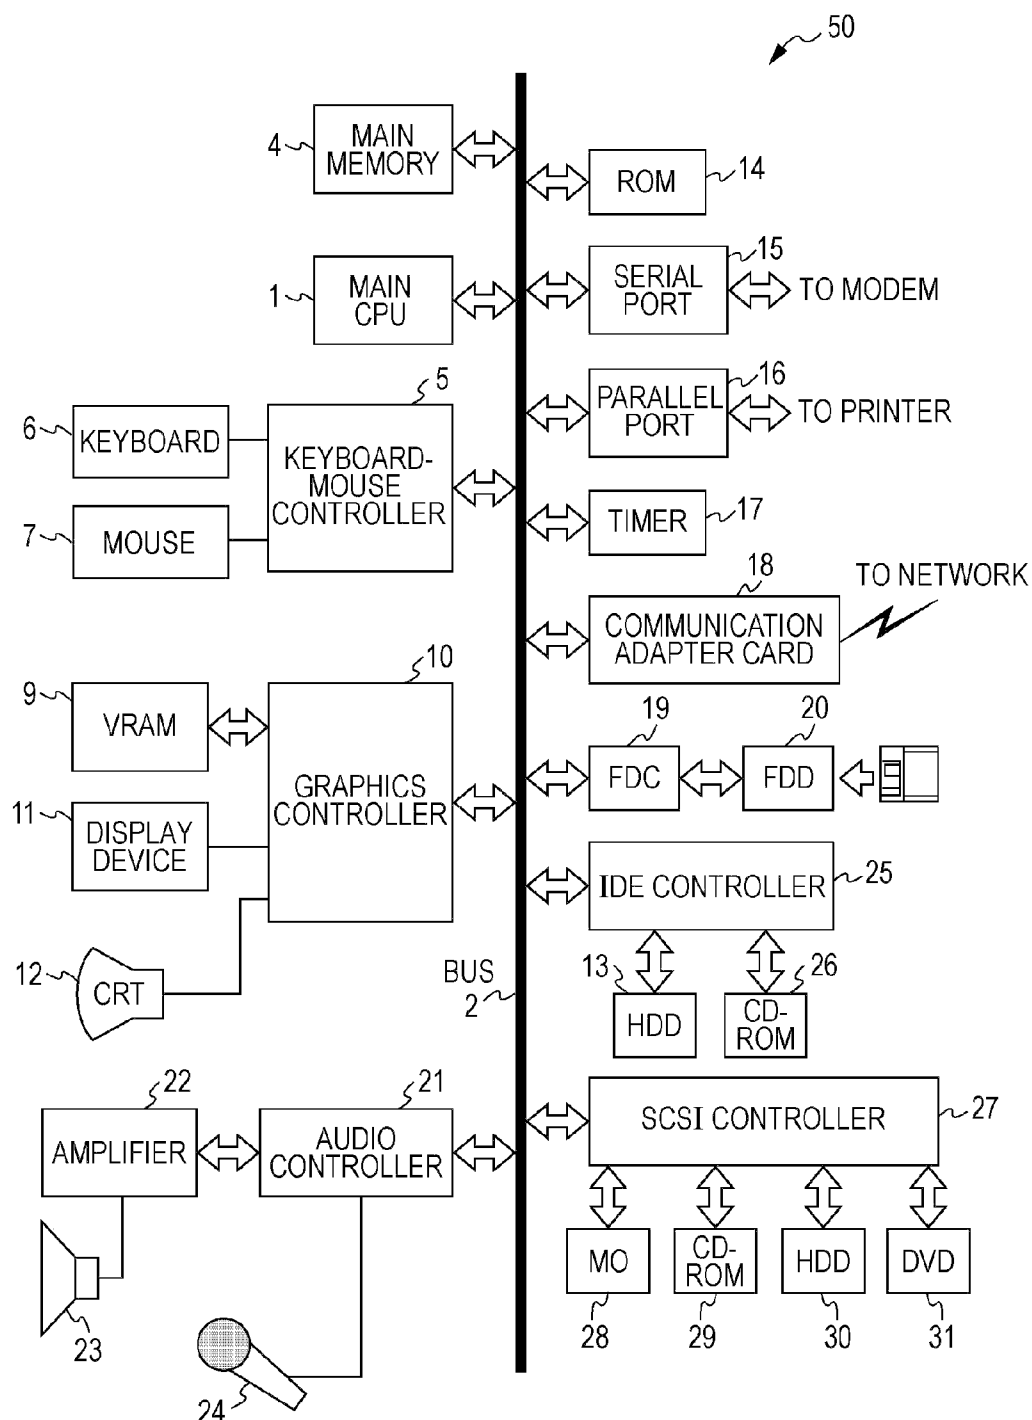 50
4
MAIN
MEMORY
ROM
14
1
MAIN
CPU
15
SERIAL
PORT
TO MODEM
5
6
KEYBOARD
KEYBOARD-
MOUSE
CONTROLLER
7
MOUSE
16
PARALLEL
PORT
TO PRINTER
TIMER
17
18
TO NETWORK
COMMUNICATION
ADAPTER CARD
10
9
VRAM
GRAPHICS
CONTROLLER
11
DISPLAY
DEVICE
12
CRT
19
20
FDC
FDD
IDE CONTROLLER
25
BUS
2
13
26
HDD
CD-
ROM
22
21
AMPLIFIER
AUDIO
CONTROLLER
23
24
SCSI CONTROLLER
27
MO
CD-
ROM
HDD
DVD
28
29
30
31